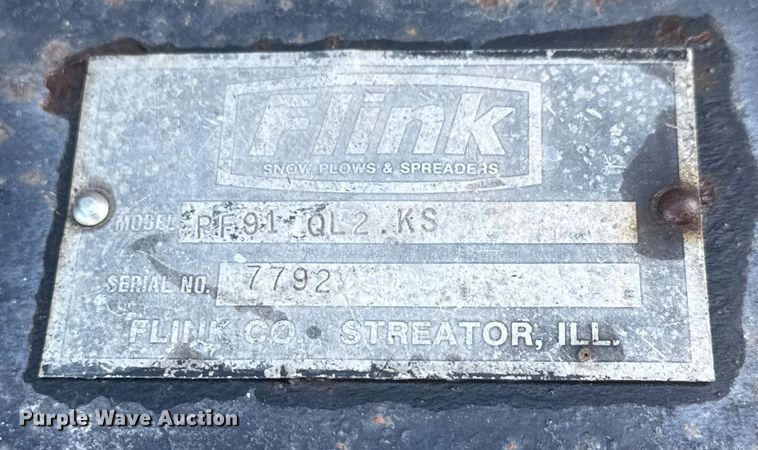 Flink
SNOW PLOWS & SPREADERS
MODEL PF91 QL2.KS
SERIAL NO. 7792
FLINK CO. • STREATOR, ILL.
Purple Wave Auction